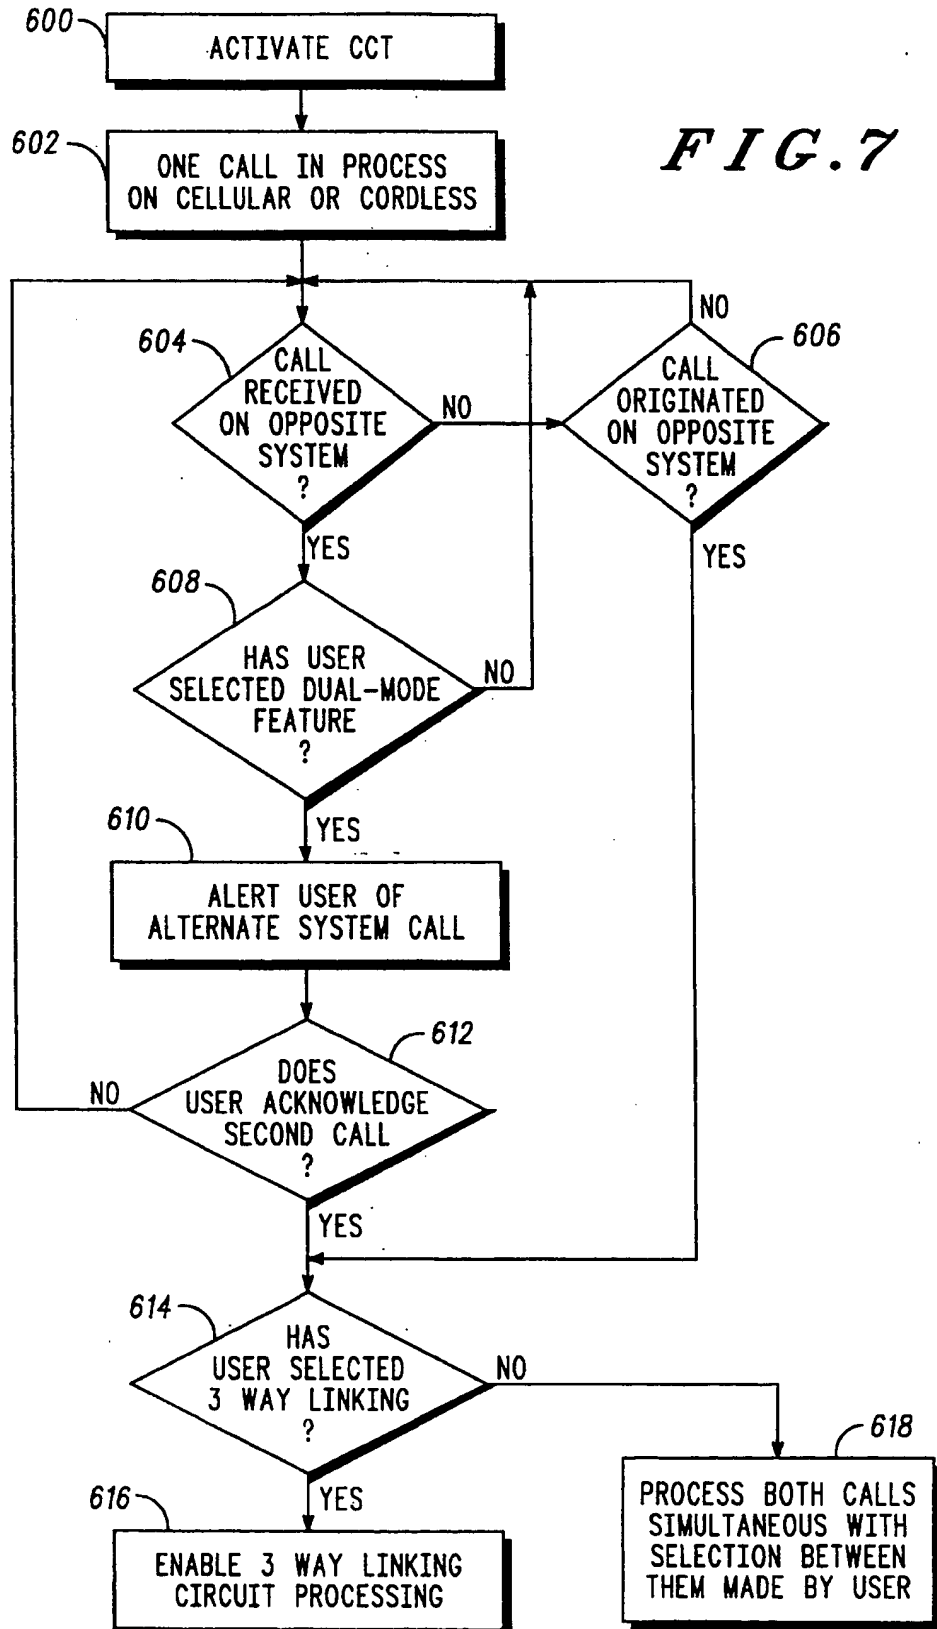 600
ACTIVATE CCT
FIG.7
602
ONE CALL IN PROCESS
ON CELLULAR OR CORDLESS
604
CALL
RECEIVED
ON OPPOSITE
SYSTEM
?
NO
YES
606
NO
CALL
ORIGINATED
ON OPPOSITE
SYSTEM
?
YES
608
HAS USER
SELECTED DUAL-MODE
FEATURE
?
NO
YES
610
ALERT USER OF
ALTERNATE SYSTEM CALL
612
DOES
USER ACKNOWLEDGE
SECOND CALL
?
NO
YES
614
HAS
USER SELECTED
3 WAY LINKING
?
NO
YES
616
ENABLE 3 WAY LINKING
CIRCUIT PROCESSING
618
PROCESS BOTH CALLS
SIMULTANEOUS WITH
SELECTION BETWEEN
THEM MADE BY USER